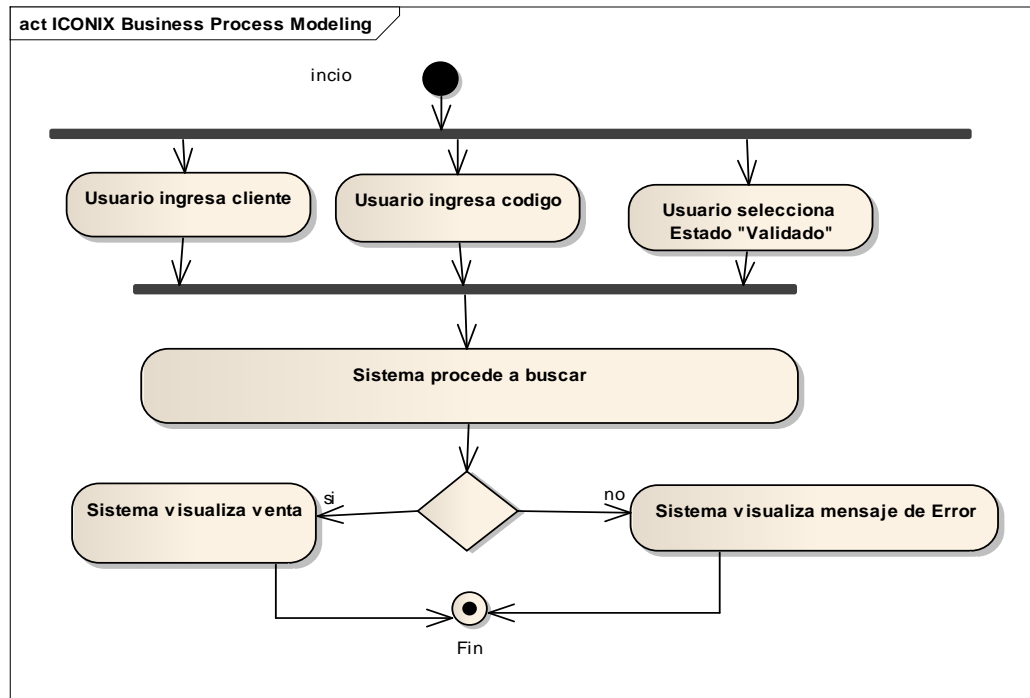 act ICONIX Business Process Modeling
incio
Usuario ingresa cliente
Usuario ingresa codigo
Usuario selecciona
Estado "Validado"
Sistema procede a buscar
si
no
Sistema visualiza venta
Sistema visualiza mensaje de Error
Fin